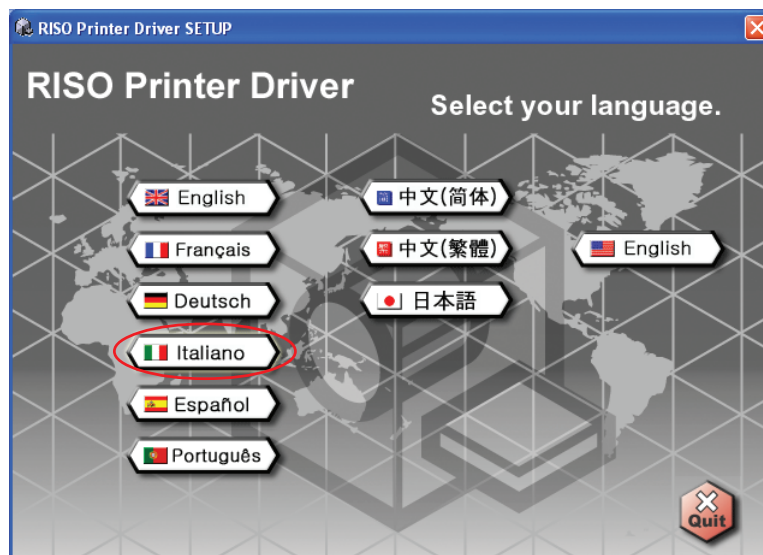 RISO Printer Driver SETUP
RISO Printer Driver
Select your language.
English
Français
Deutsch
Italiano
Español
Português
中文(简体)
中文(繁體)
日本語
English
Quit